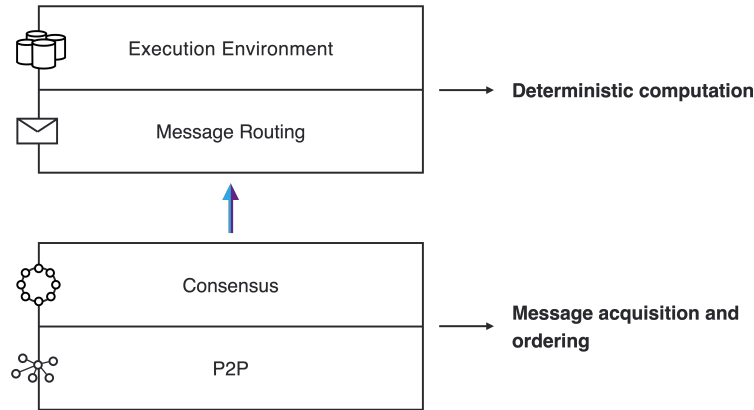 Execution Environment
Deterministic computation
Message Routing
Consensus
Message acquisition and
ordering
P2P